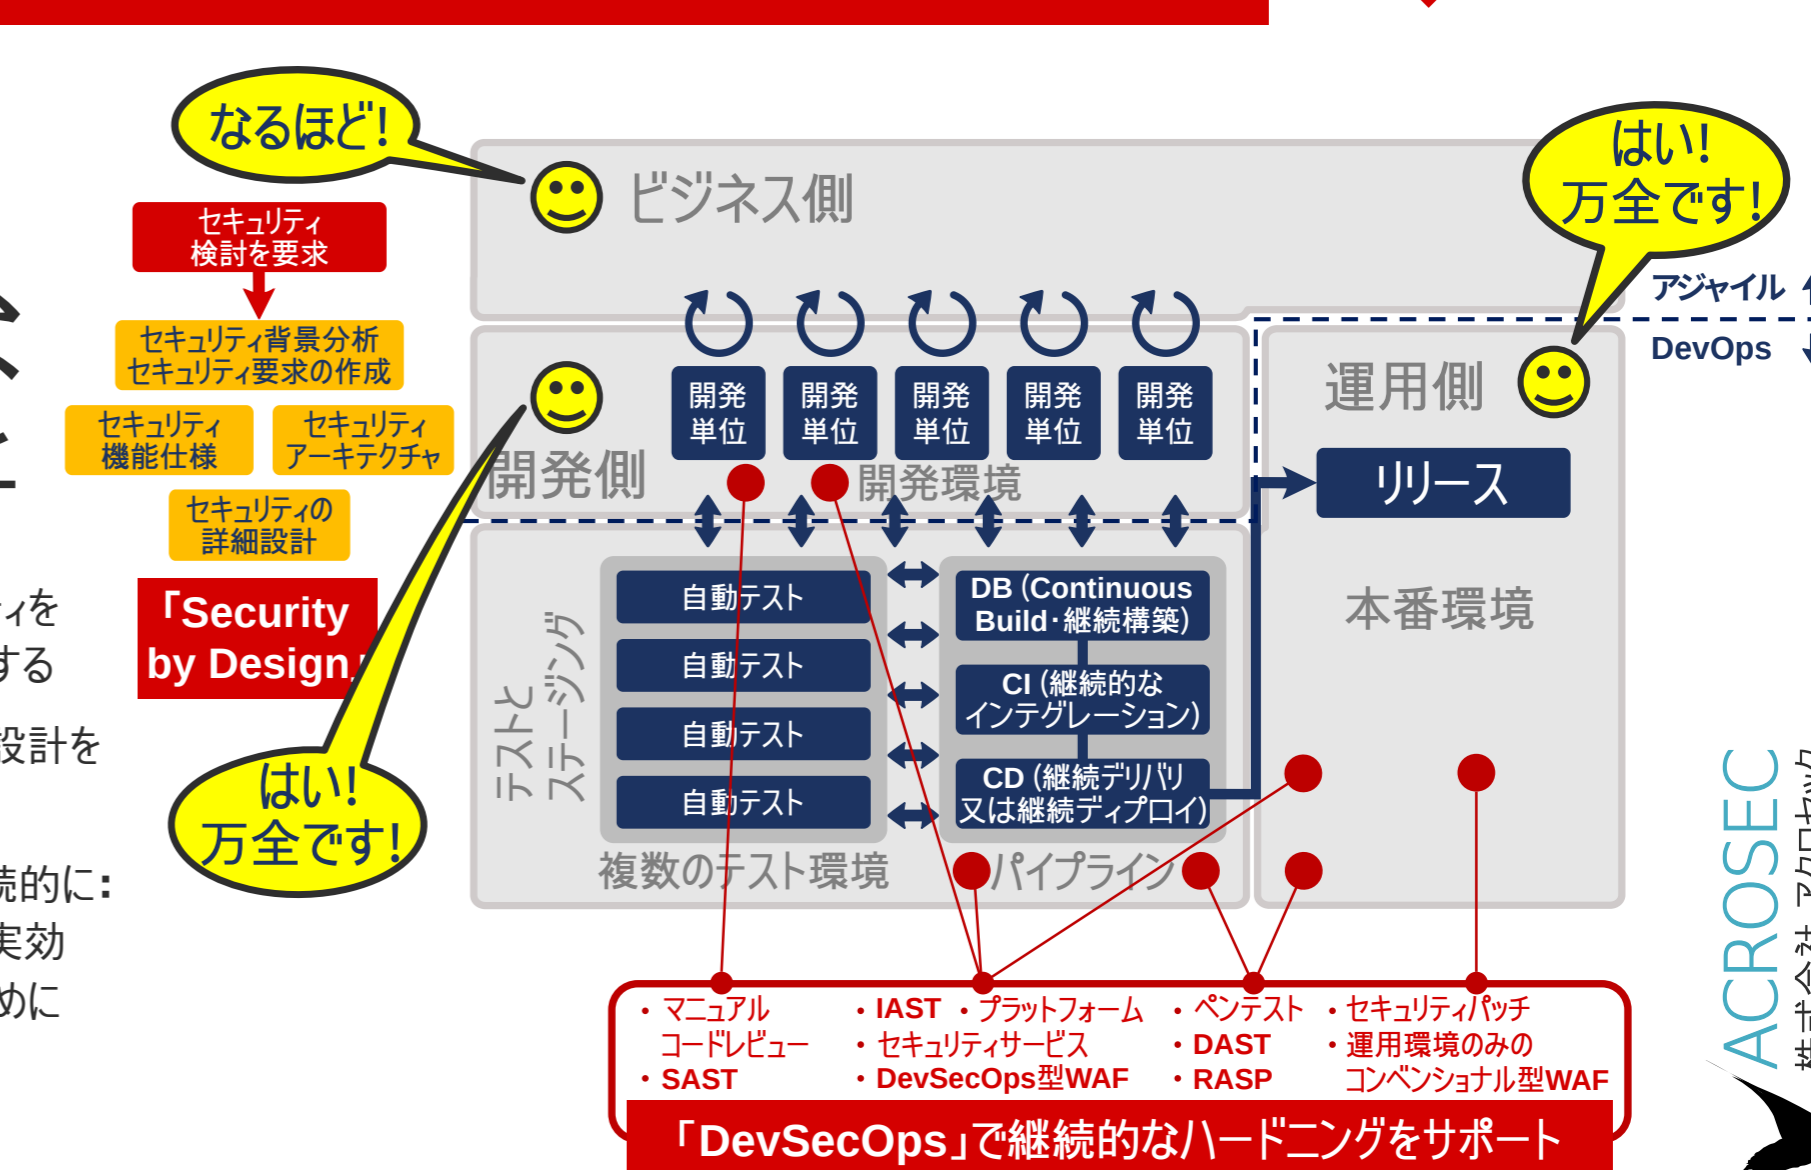 なるほど!
はい!
万全です!
ビジネス側
セキュリティ
検討を要求
アジャイル
DevOps
セキュリティ背景分析
セキュリティ要求の作成
セキュリティ
機能仕様
セキュリティ
アーキテクチャ
セキュリティの
詳細設計
「Security
by Design」
開発
単位
開発
単位
開発
単位
開発
単位
開発
単位
開発側
開発環境
運用側
リリース
本番環境
テストと
ステージング
自動テスト
自動テスト
自動テスト
自動テスト
複数のテスト環境
DB (Continuous
Build・継続構築)
CI (継続的な
インテグレーション)
CD (継続デリバリ
又は継続ディプロイ)
パイプライン
はい!
万全です!
ィを
する
設計を
続的に:
実効
めに
・マニュアル
コードレビュー
・SAST
・IAST ・プラットフォーム
・セキュリティサービス
・DevSecOps型WAF
・ペンテスト
・DAST
・RASP
・セキュリティパッチ
・運用環境のみの
コンベンショナル型WAF
「DevSecOps」で継続的なハードニングをサポート
ACROSEC
株式会社 アクロセック